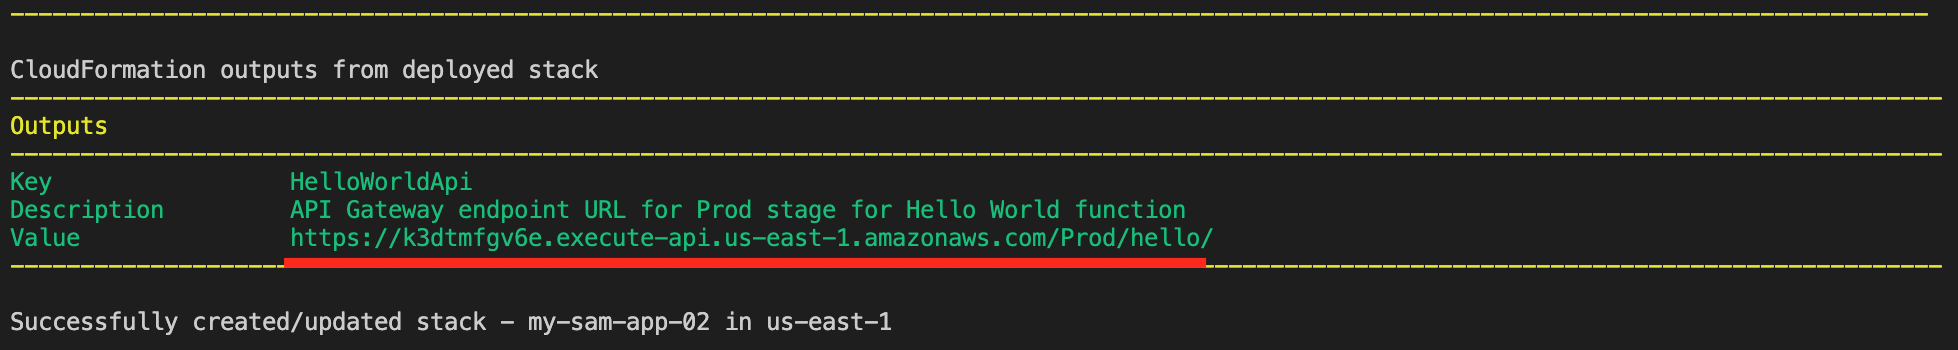 CloudFormation outputs from deployed stack
Outputs
Key HelloWorldApi
Description API Gateway endpoint URL for Prod stage for Hello World function
Value https://k3dtmfgv6e.execute-api.us-east-1.amazonaws.com/Prod/hello/
Successfully created/updated stack - my-sam-app-02 in us-east-1